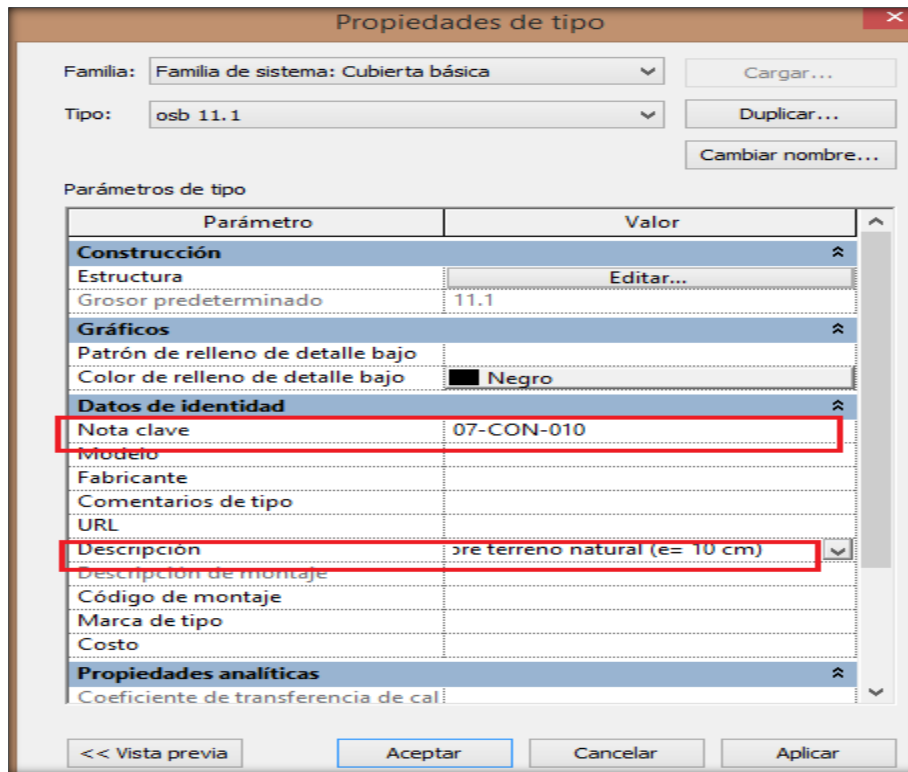 Propiedades de tipo
Familia: Familia de sistema: Cubierta básica Cargar...
Tipo: osb 11.1 Duplicar...
Cambiar nombre...
Parámetros de tipo
Parámetro Valor
Construcción
Estructura Editar...
Grosor predeterminado 11.1
Gráficos
Patrón de relleno de detalle bajo
Color de relleno de detalle bajo Negro
Datos de identidad
Nota clave 07-CON-010
Modelo
Fabricante
Comentarios de tipo
URL
Descripción ore terreno natural (e= 10 cm)
Descripción de montaje
Código de montaje
Marca de tipo
Costo
Propiedades analíticas
Coeficiente de transferencia de cal
<< Vista previa Aceptar Cancelar Aplicar